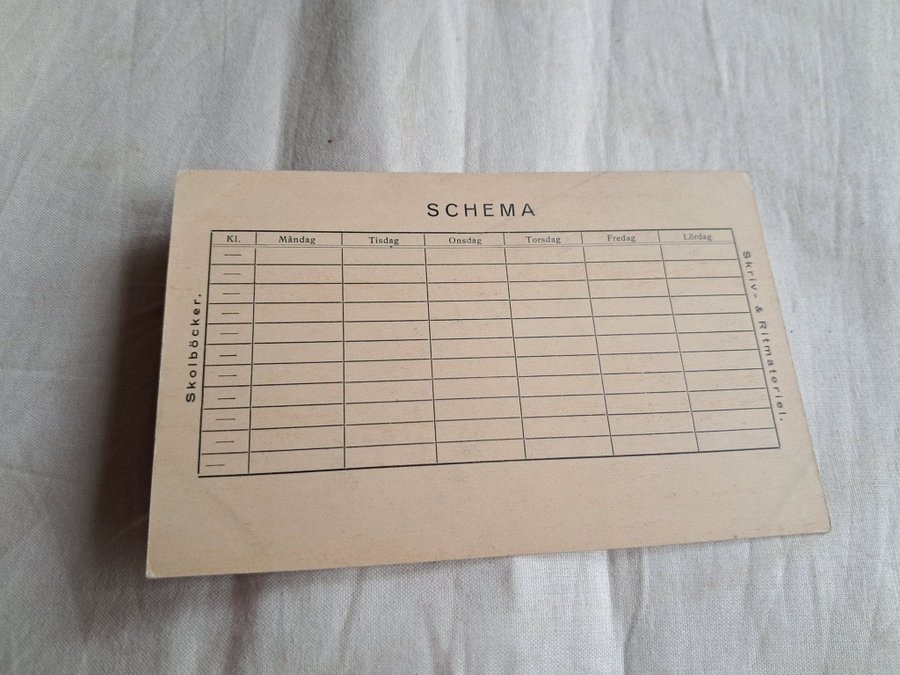 SCHEMA
Kl. Måndag Tisdag Onsdag Torsdag Fredag Lördag
Skolböcker.
Skriv- & Ritmateriel.